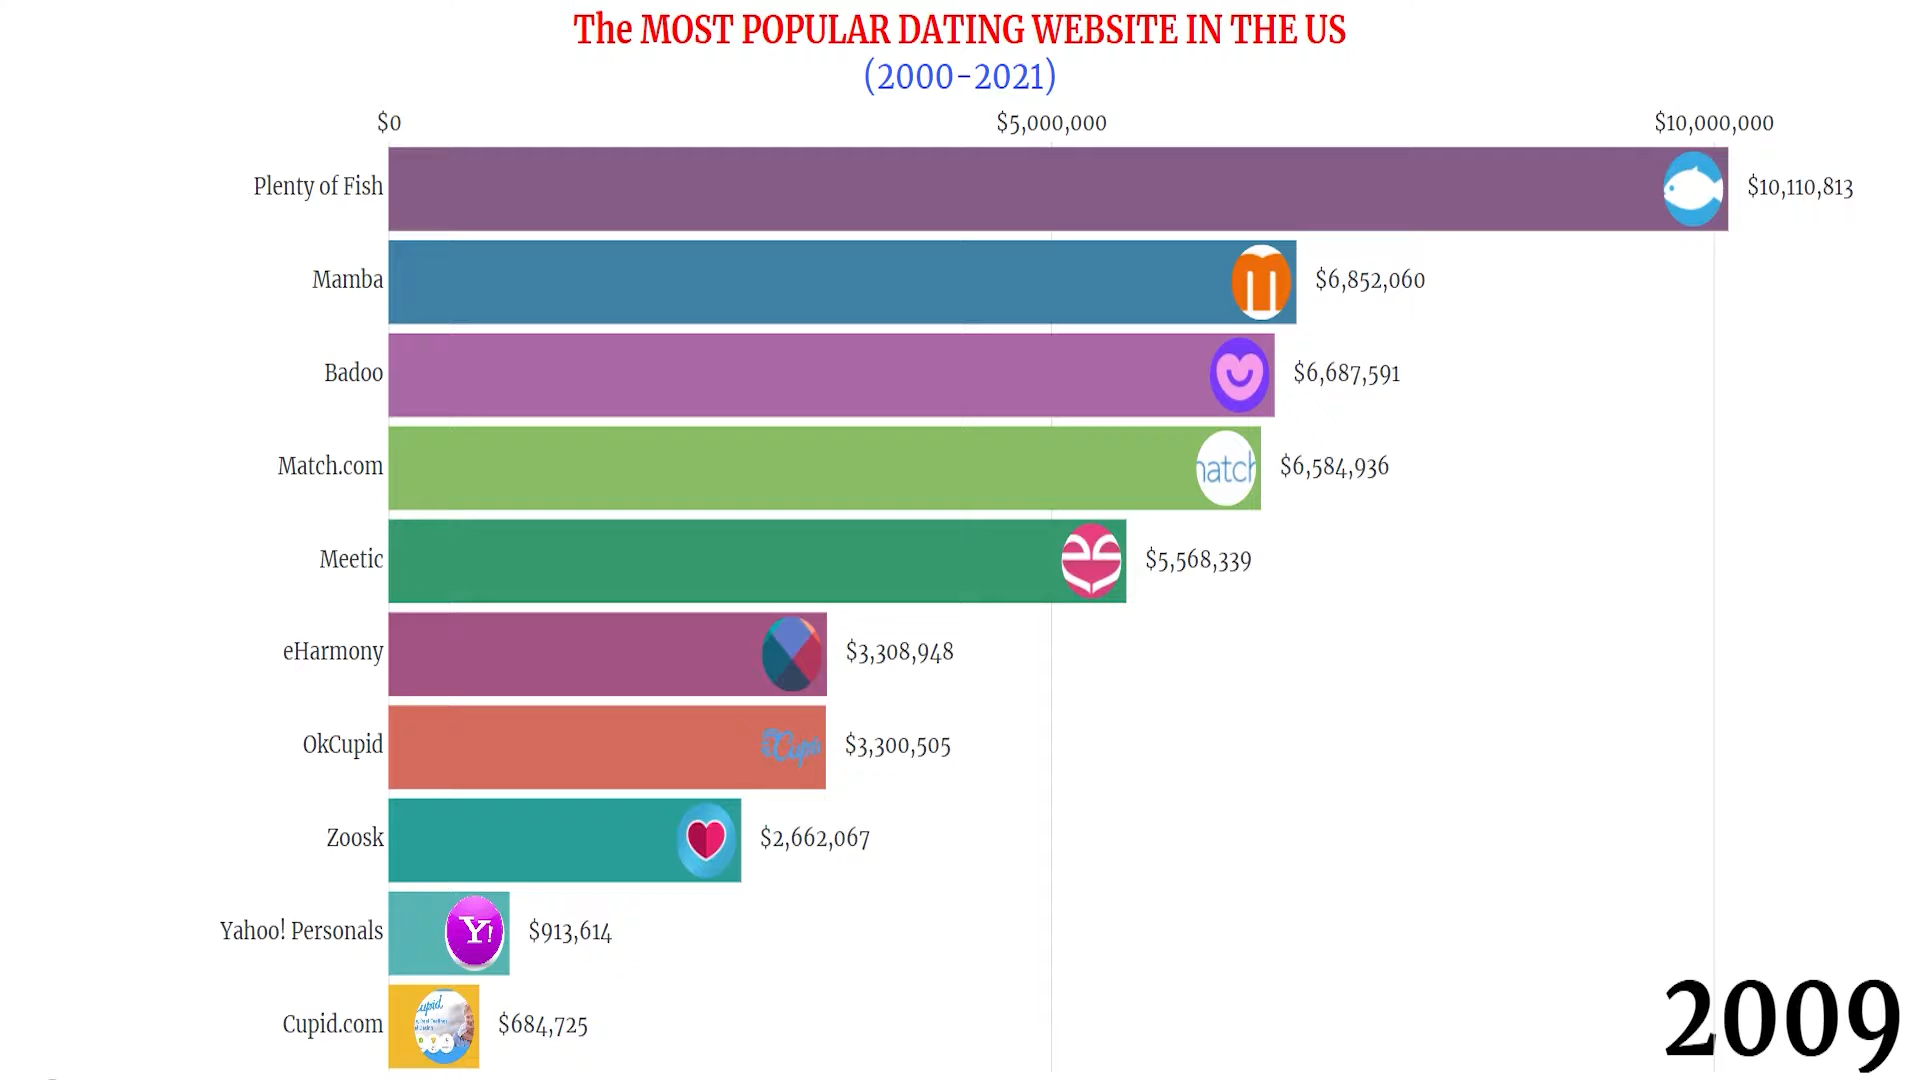 The MOST POPULAR DATING WEBSITE IN THE US
(2000-2021)
$0 $5,000,000 $10,000,000
Plenty of Fish $10,110,813
Mamba $6,852,060
Badoo $6,687,591
Match.com natch $6,584,936
Meetic $5,568,339
eHarmony $3,308,948
OkCupid Cupi $3,300,505
Zoosk $2,662,067
Yahoo! Personals Y! $913,614
Cupid.com upid $684,725
2009